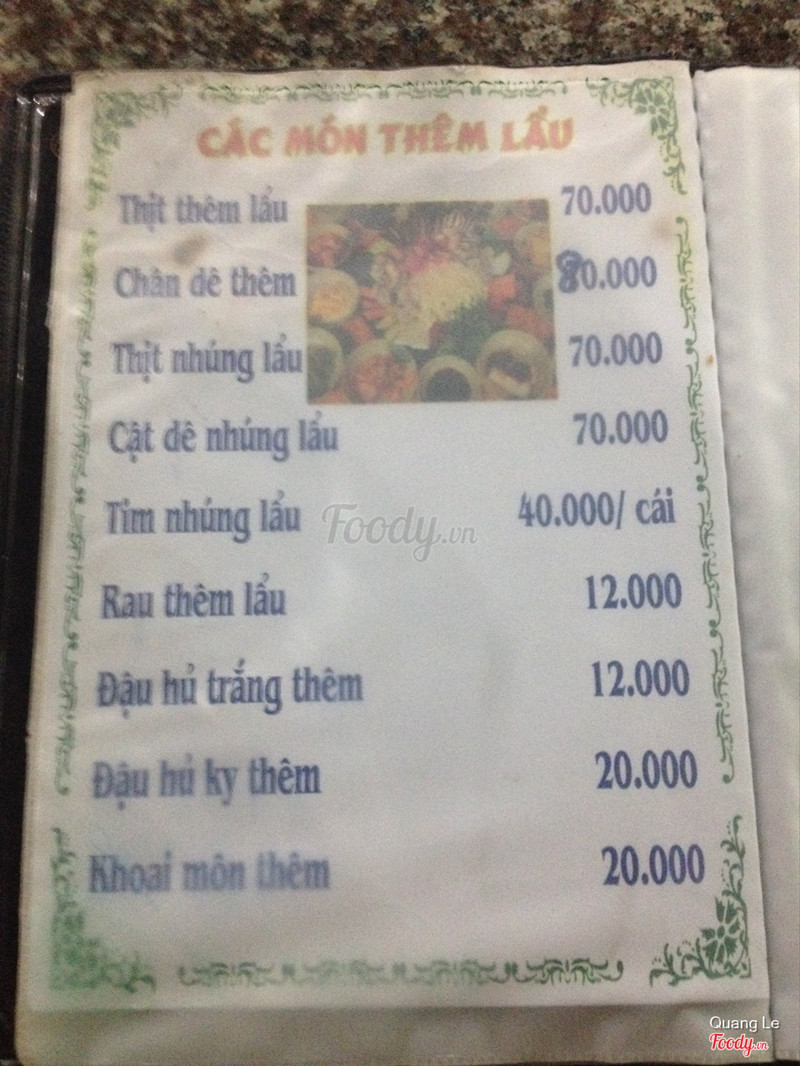 CÁC MÓN THÊM LẨU
Thịt thêm lẩu 70.000
Chân dê thêm 80.000
Thịt nhúng lẩu 70.000
Cật dê nhúng lẩu 70.000
Tim nhúng lẩu 40.000/ cái
Foody.vn
Rau thêm lẩu 12.000
Đậu hủ trắng thêm 12.000
Đậu hủ ky thêm 20.000
Khoai môn thêm 20.000
Quang Le
Foody.vn